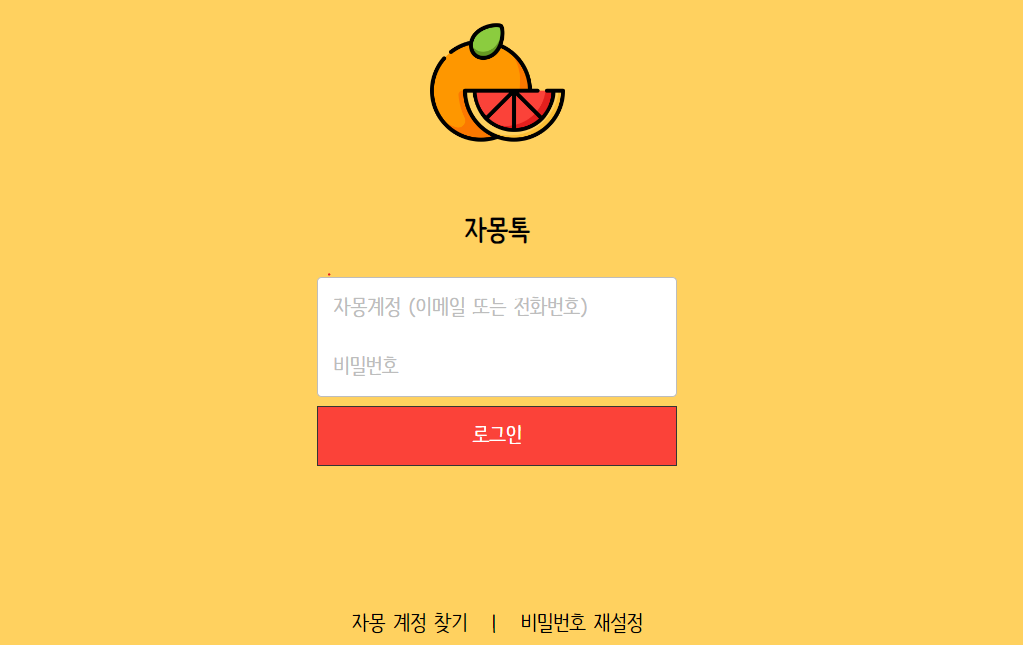 자몽톡
자몽계정 (이메일 또는 전화번호)
비밀번호
로그인
자몽 계정 찾기 | 비밀번호 재설정